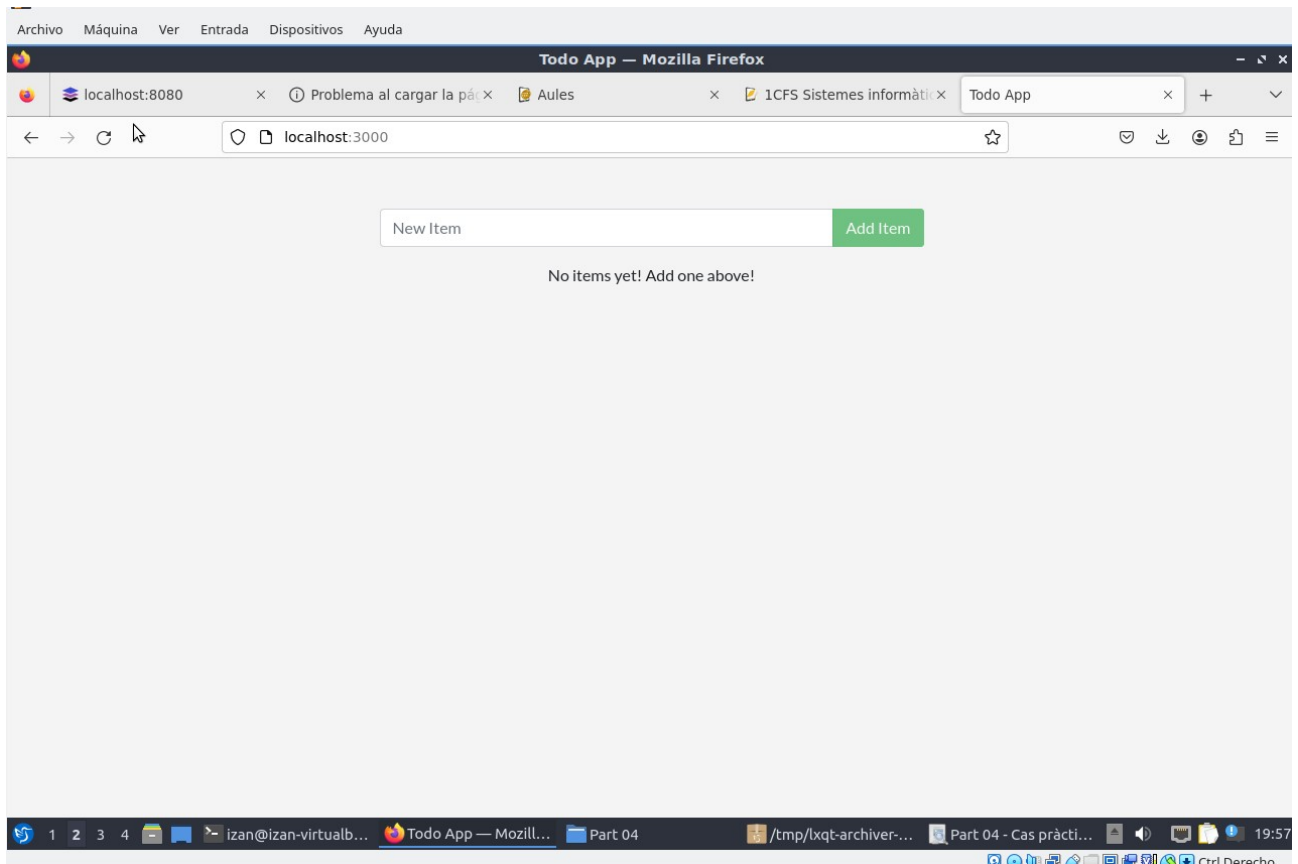 Archivo Máquina Ver Entrada Dispositivos Ayuda
Todo App — Mozilla Firefox
localhost:8080 Problema al cargar la pág Aules 1CFS Sistemes informàtic Todo App
localhost:3000
New Item Add Item
No items yet! Add one above!
1 2 3 4 izan@izan-virtualb... Todo App — Mozill... Part 04 /tmp/lxqt-archiver-... Part 04 - Cas pràcti... 19:57
Ctrl Derecho